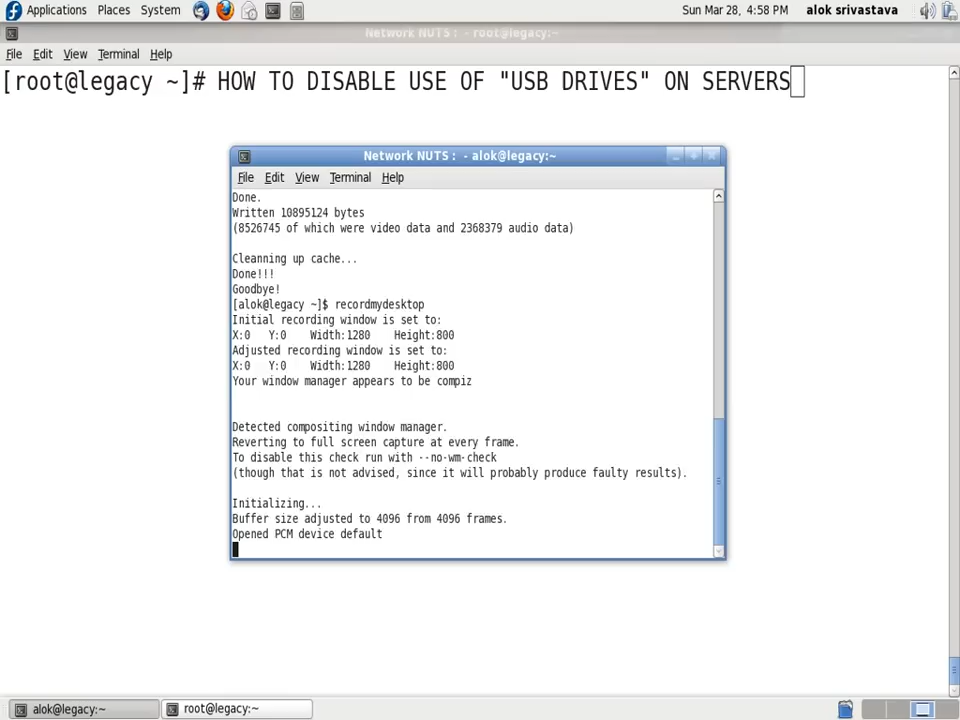 Applications Places System Sun Mar 28, 4:58 PM alok srivastava
Network NUTS : - root@legacy:~
File Edit View Terminal Help
[root@legacy ~]# HOW TO DISABLE USE OF "USB DRIVES" ON SERVERS
Network NUTS : - alok@legacy:~
File Edit View Terminal Help
Done.
Written 10895124 bytes
(8526745 of which were video data and 2368379 audio data)
Cleanning up cache...
Done!!!
Goodbye!
[alok@legacy ~]$ recordmydesktop
Initial recording window is set to:
X:0 Y:0 Width:1280 Height:800
Adjusted recording window is set to:
X:0 Y:0 Width:1280 Height:800
Your window manager appears to be compiz
Detected compositing window manager.
Reverting to full screen capture at every frame.
To disable this check run with --no-wm-check
(though that is not advised, since it will probably produce faulty results).
Initializing...
Buffer size adjusted to 4096 from 4096 frames.
Opened PCM device default
alok@legacy:~ root@legacy:~